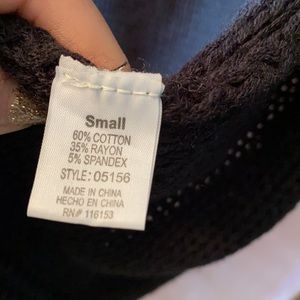 Small
60% COTTON
35% RAYON
5% SPANDEX
STYLE: 05156
MADE IN CHINA
HECHO EN CHINA
RN# 116153